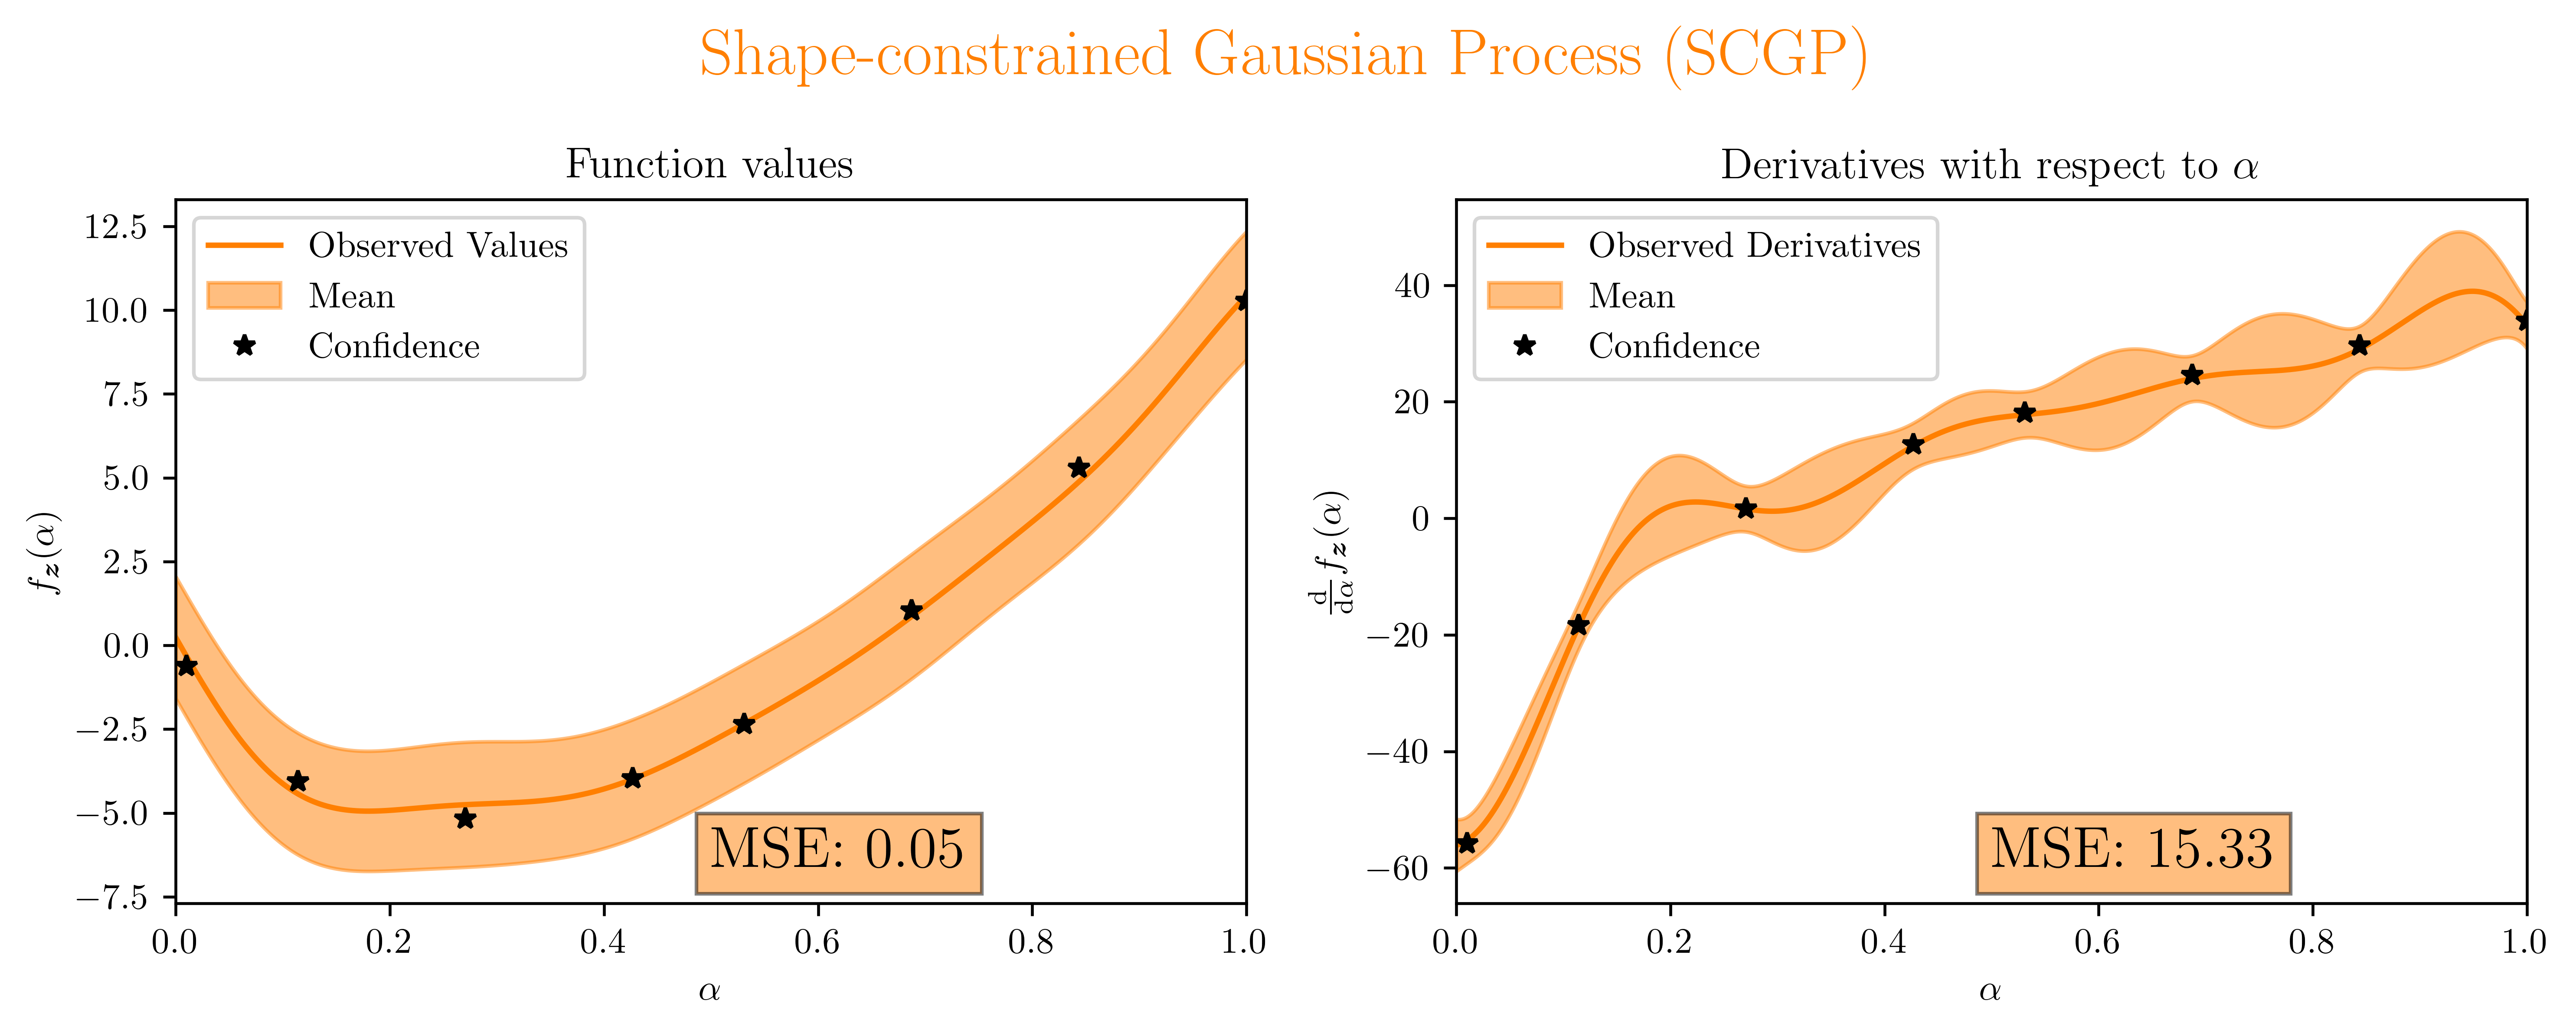 Shape-constrained Gaussian Process (SCGP)
Function values
12.5
10.0
7.5
5.0
2.5
0.0
−2.5
−5.0
−7.5
f_z(α)
Observed Values
Mean
Confidence
MSE: 0.05
0.0 0.2 0.4 0.6 0.8 1.0
α
Derivatives with respect to α
40
20
0
−20
−40
−60
d/dα f_z(α)
Observed Derivatives
Mean
Confidence
MSE: 15.33
0.0 0.2 0.4 0.6 0.8 1.0
α